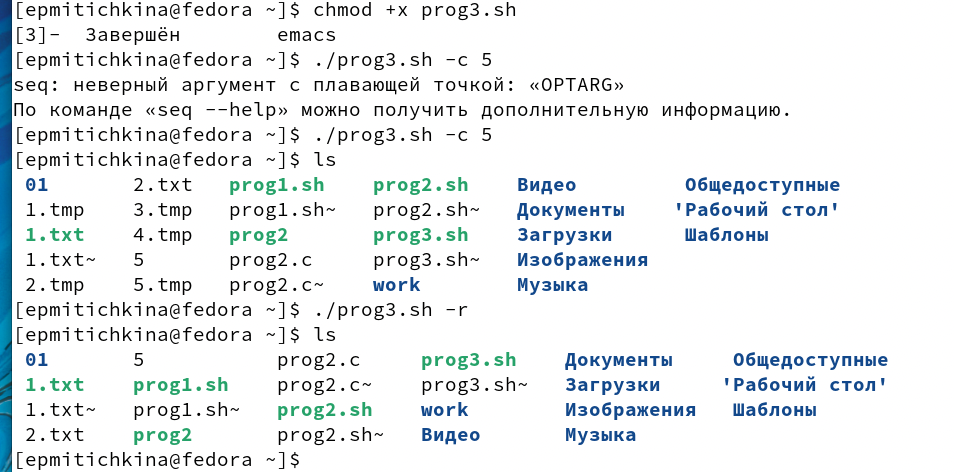 [epmitichkina@fedora ~]$ chmod +x prog3.sh
[3]-  Завершён        emacs
[epmitichkina@fedora ~]$ ./prog3.sh -c 5
seq: неверный аргумент с плавающей точкой: «OPTARG»
По команде «seq --help» можно получить дополнительную информацию.
[epmitichkina@fedora ~]$ ./prog3.sh -c 5
[epmitichkina@fedora ~]$ ls
 01       2.txt   prog1.sh    prog2.sh    Видео         Общедоступные
 1.tmp    3.tmp   prog1.sh~   prog2.sh~   Документы    'Рабочий стол'
 1.txt    4.tmp   prog2       prog3.sh    Загрузки      Шаблоны
 1.txt~   5       prog2.c     prog3.sh~   Изображения
 2.tmp    5.tmp   prog2.c~    work        Музыка
[epmitichkina@fedora ~]$ ./prog3.sh -r
[epmitichkina@fedora ~]$ ls
 01       5           prog2.c     prog3.sh    Документы     Общедоступные
 1.txt    prog1.sh    prog2.c~    prog3.sh~   Загрузки     'Рабочий стол'
 1.txt~   prog1.sh~   prog2.sh    work        Изображения   Шаблоны
 2.txt    prog2       prog2.sh~   Видео       Музыка
[epmitichkina@fedora ~]$